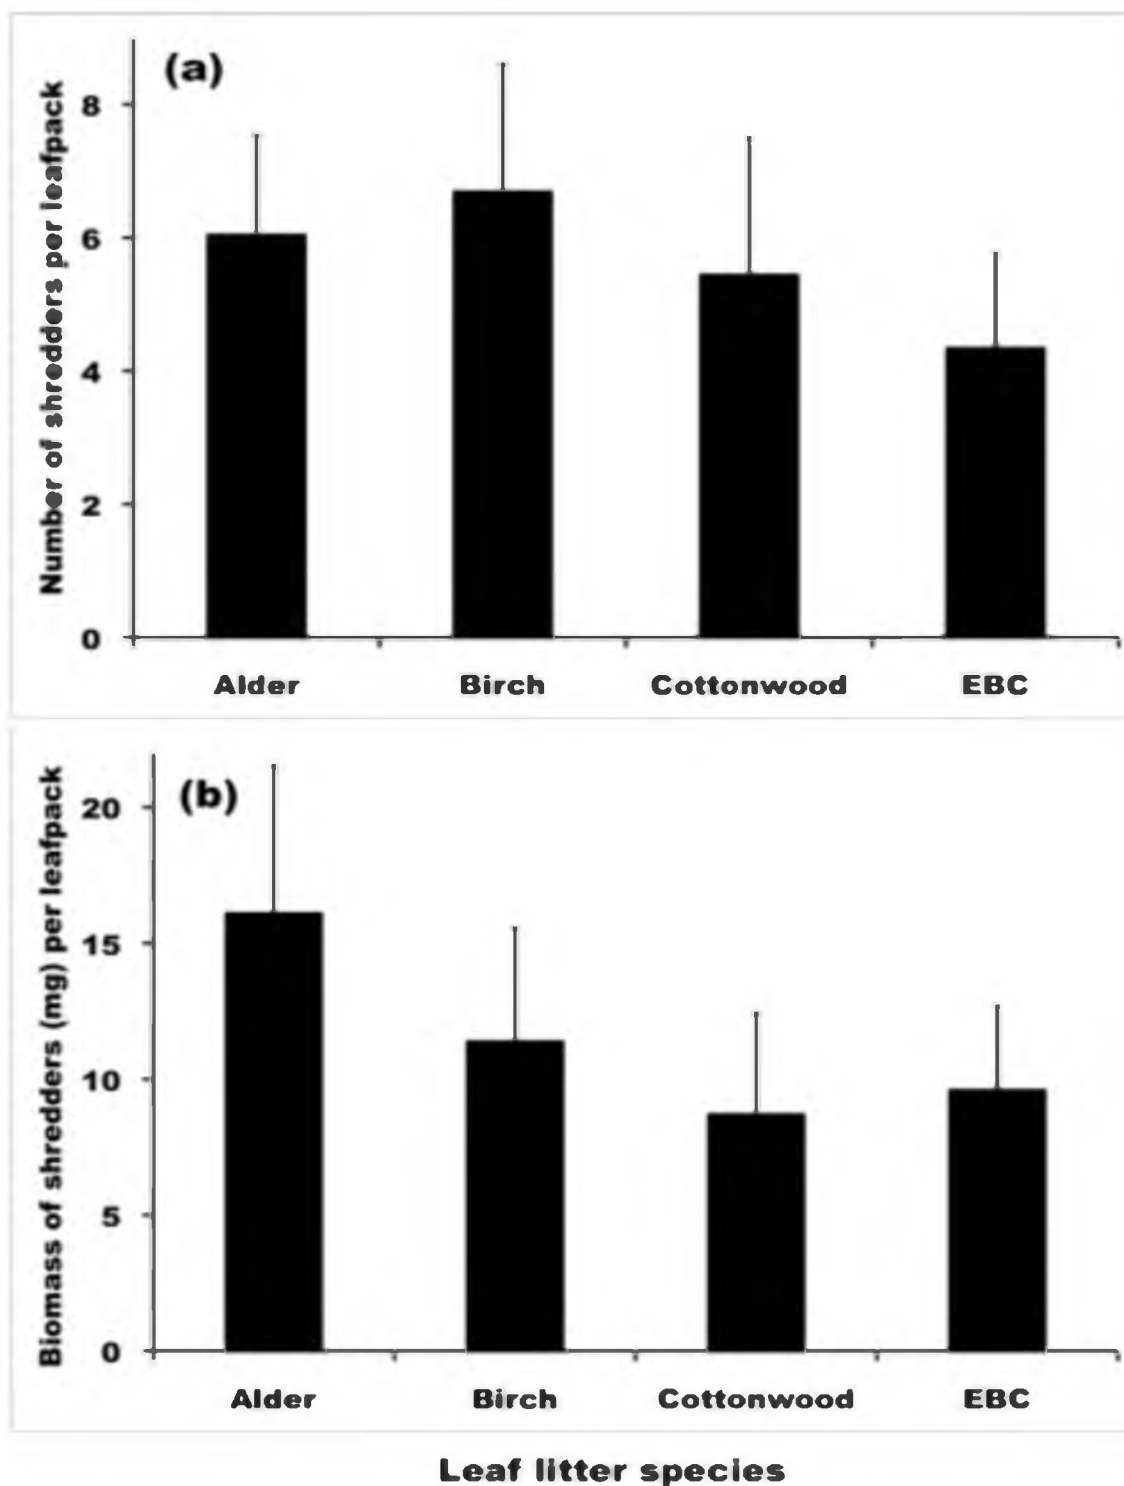 (a)
Number of shredders per leafpack
8
6
4
2
0
Alder Birch Cottonwood EBC
(b)
Biomass of shredders (mg) per leafpack
20
15
10
5
0
Alder Birch Cottonwood EBC
Leaf litter species